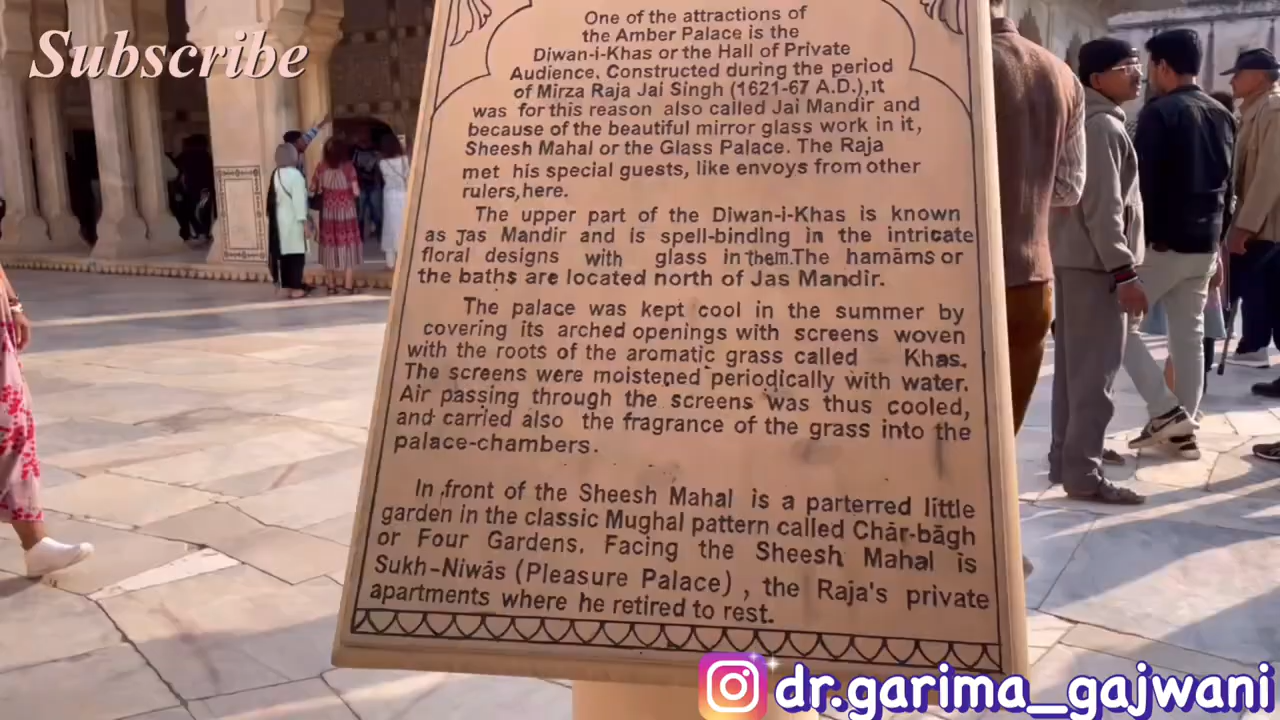 Subscribe
One of the attractions of
the Amber Palace is the
Diwan-i-Khas or the Hall of Private
Audience. Constructed during the period
of Mirza Raja Jai Singh (1621-67 A.D.),it
was for this reason also called Jai Mandir and
because of the beautiful mirror glass work in it,
Sheesh Mahal or the Glass Palace. The Raja
met his special guests, like envoys from other
rulers,here.
The upper part of the Diwan-i-Khas is known
as Jas Mandir and is spell-binding in the intricate
floral designs with glass in them.The hamāms or
the baths are located north of Jas Mandir.
The palace was kept cool in the summer by
covering its arched openings with screens woven
with the roots of the aromatic grass called Khas.
The screens were moistened periodically with water.
Air passing through the screens was thus cooled,
and carried also the fragrance of the grass into the
palace-chambers.
In front of the Sheesh Mahal is a parterred little
garden in the classic Mughal pattern called Chār-bāgh
or Four Gardens. Facing the Sheesh Mahal is
Sukh-Niwās (Pleasure Palace) , the Raja's private
apartments where he retired to rest.
dr.garima_gajwani